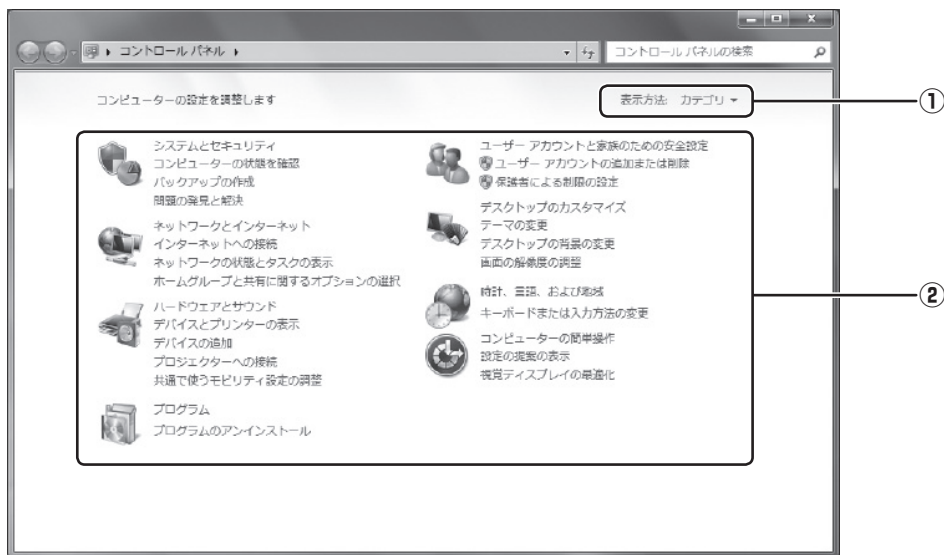 コントロール パネル
コントロール パネルの検索
コンピューターの設定を調整します
表示方法: カテゴリ
①
システムとセキュリティ
コンピューターの状態を確認
バックアップの作成
問題の発見と解決
ネットワークとインターネット
インターネットへの接続
ネットワークの状態とタスクの表示
ホームグループと共有に関するオプションの選択
ハードウェアとサウンド
デバイスとプリンターの表示
デバイスの追加
プロジェクターへの接続
共通で使うモビリティ設定の調整
プログラム
プログラムのアンインストール
ユーザー アカウントと家族のための安全設定
ユーザー アカウントの追加または削除
保護者による制限の設定
デスクトップのカスタマイズ
テーマの変更
デスクトップの背景の変更
画面の解像度の調整
時計、言語、および地域
キーボードまたは入力方法の変更
コンピューターの簡単操作
設定の提案の表示
視覚ディスプレイの最適化
②